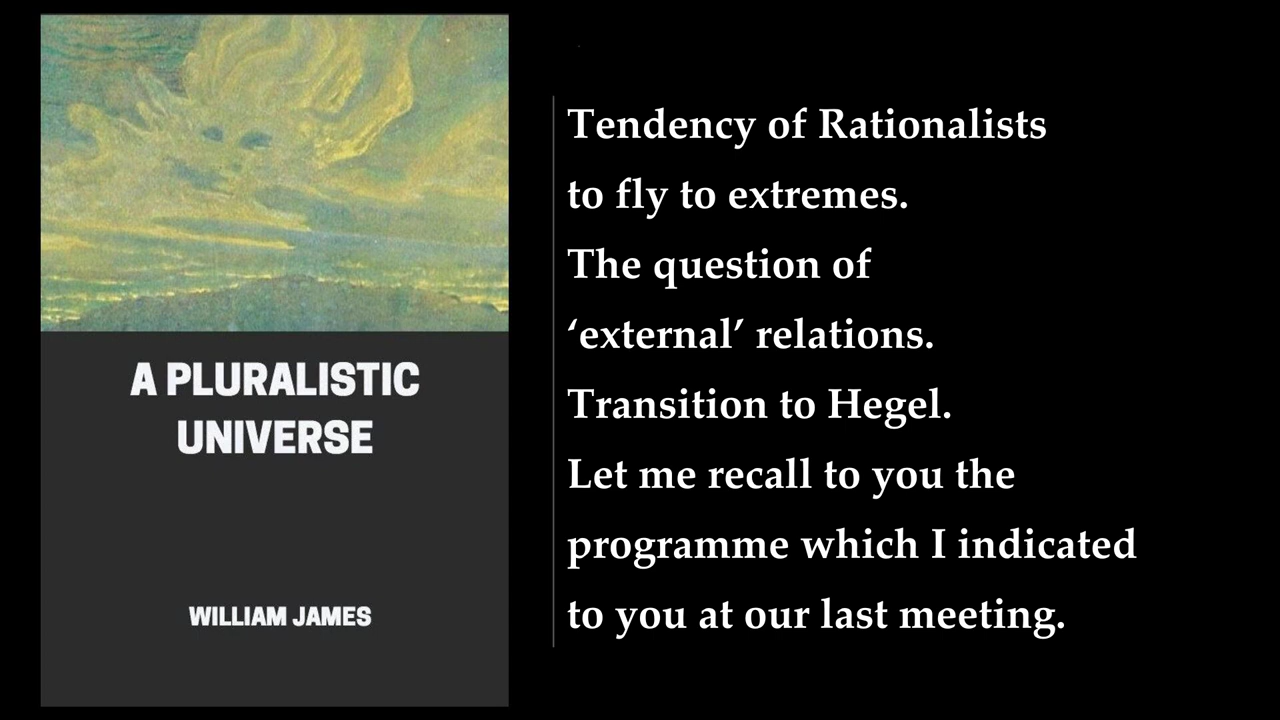 A PLURALISTIC
UNIVERSE
WILLIAM JAMES
Tendency of Rationalists
to fly to extremes.
The question of
‘external’ relations.
Transition to Hegel.
Let me recall to you the
programme which I indicated
to you at our last meeting.